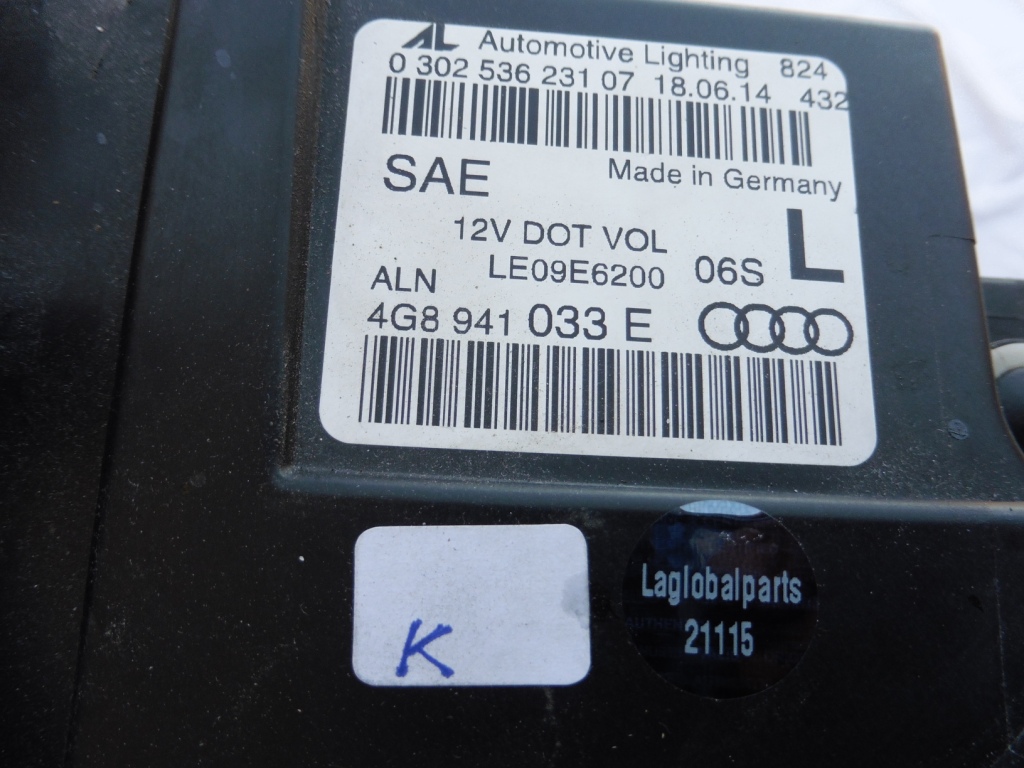 AL Automotive Lighting 824
0 302 536 231 07 18.06.14 432
SAE Made in Germany
12V DOT VOL L
ALN LE09E6200 06S
4G8 941 033 E
K
Laglobalparts
21115